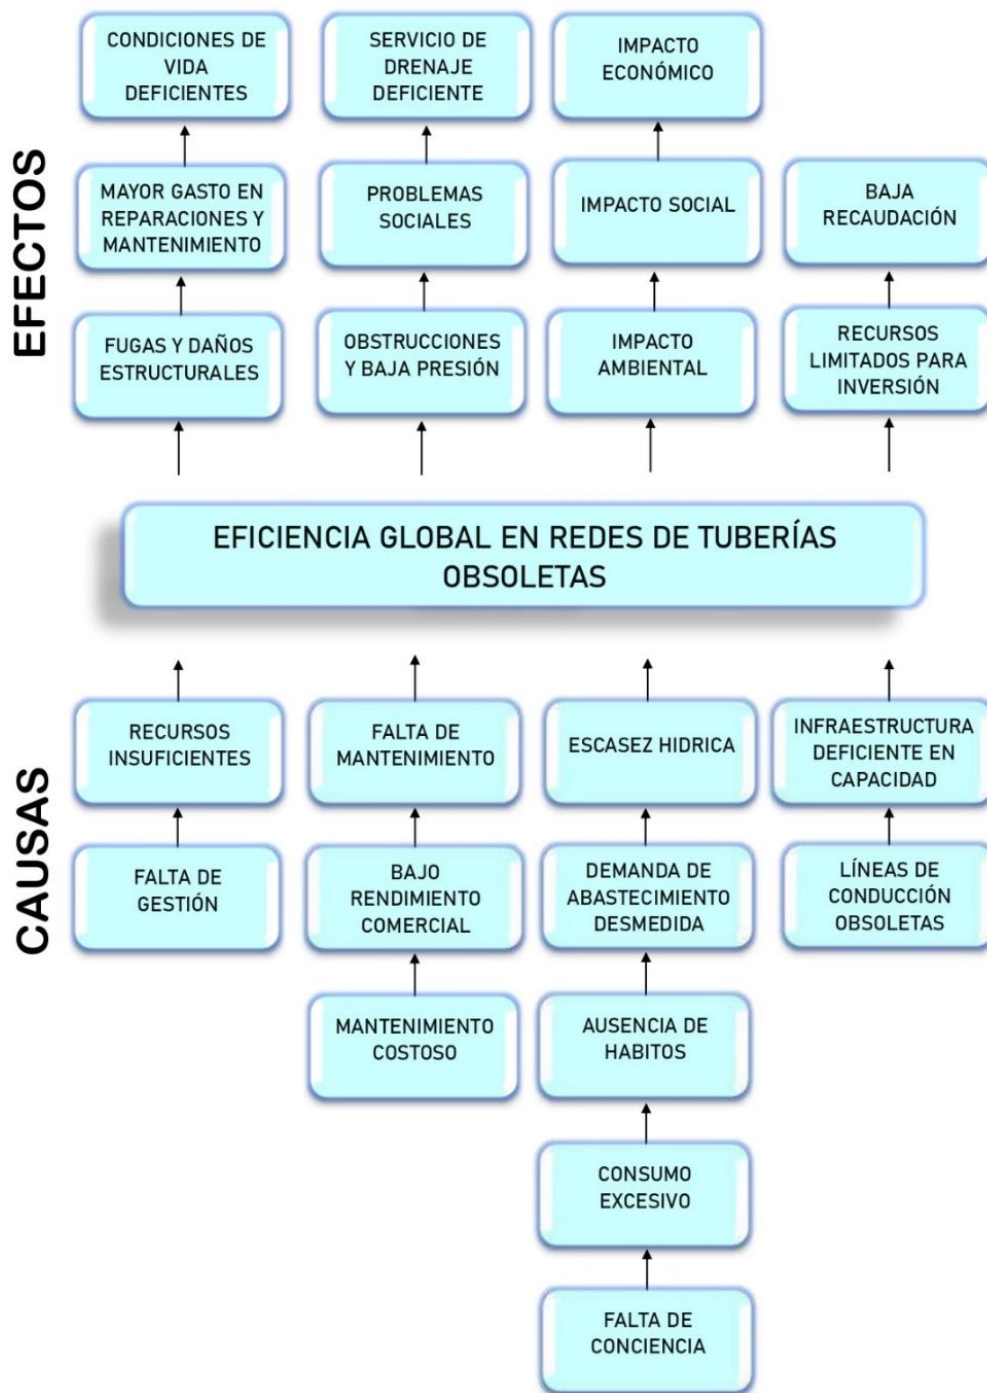 EFECTOS
CONDICIONES DE
VIDA
DEFICIENTES
SERVICIO DE
DRENAJE
DEFICIENTE
IMPACTO
ECONÓMICO
MAYOR GASTO EN
REPARACIONES Y
MANTENIMIENTO
PROBLEMAS
SOCIALES
IMPACTO SOCIAL
BAJA
RECAUDACIÓN
FUGAS Y DAÑOS
ESTRUCTURALES
OBSTRUCCIONES
Y BAJA PRESIÓN
IMPACTO
AMBIENTAL
RECURSOS
LIMITADOS PARA
INVERSIÓN
EFICIENCIA GLOBAL EN REDES DE TUBERÍAS
OBSOLETAS
CAUSAS
RECURSOS
INSUFICIENTES
FALTA DE
MANTENIMIENTO
ESCASEZ HIDRICA
INFRAESTRUCTURA
DEFICIENTE EN
CAPACIDAD
FALTA DE
GESTIÓN
BAJO
RENDIMIENTO
COMERCIAL
DEMANDA DE
ABASTECIMIENTO
DESMEDIDA
LÍNEAS DE
CONDUCCIÓN
OBSOLETAS
MANTENIMIENTO
COSTOSO
AUSENCIA DE
HABITOS
CONSUMO
EXCESIVO
FALTA DE
CONCIENCIA